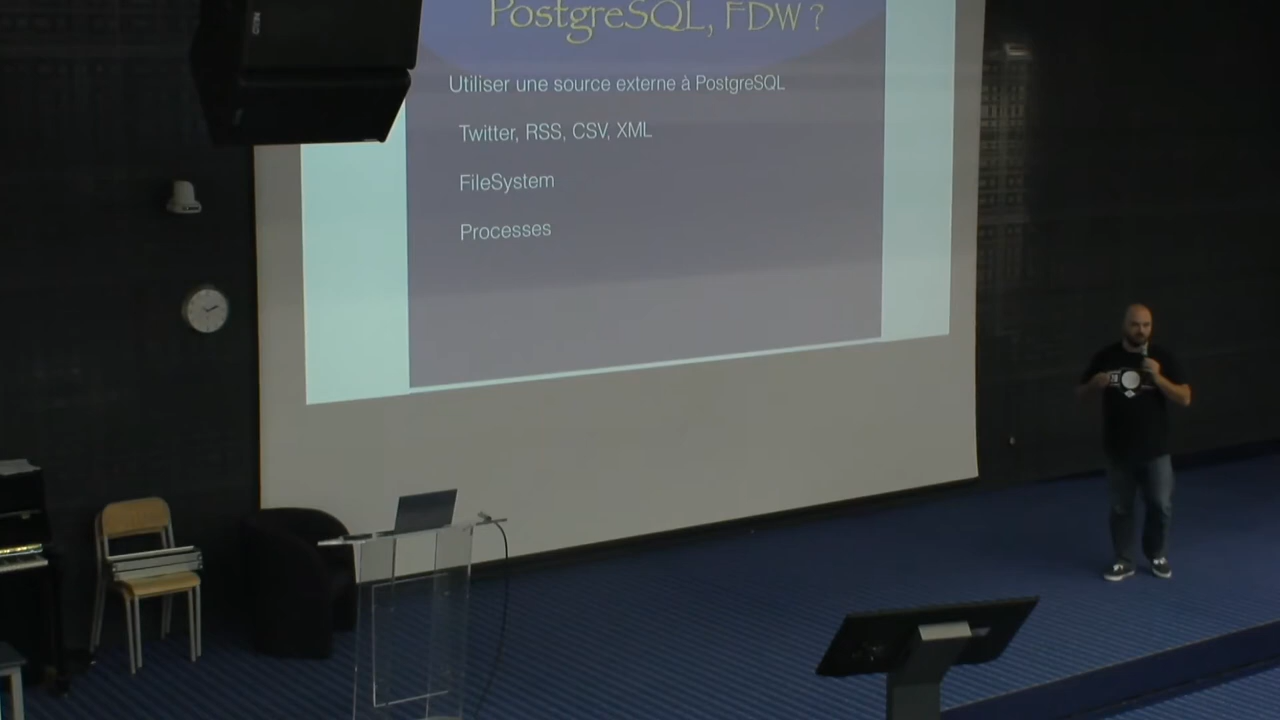 PostgreSQL, FDW ?
Utiliser une source externe à PostgreSQL
Twitter, RSS, CSV, XML
FileSystem
Processes